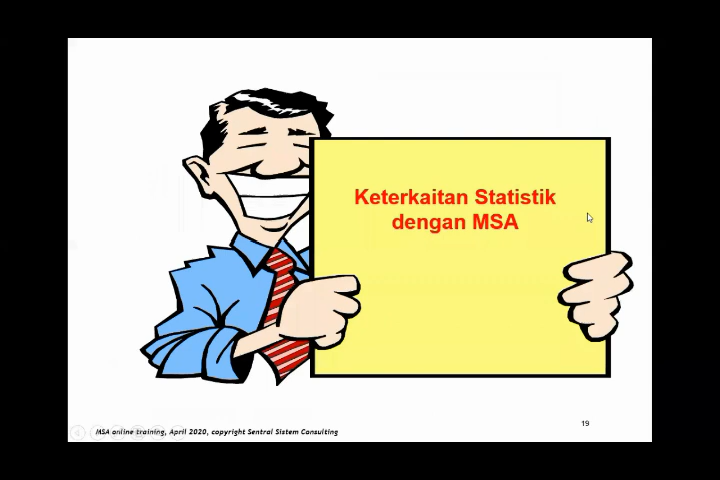 Keterkaitan Statistik
dengan MSA
19
MSA online training, April 2020, copyright Sentral Sistem Consulting